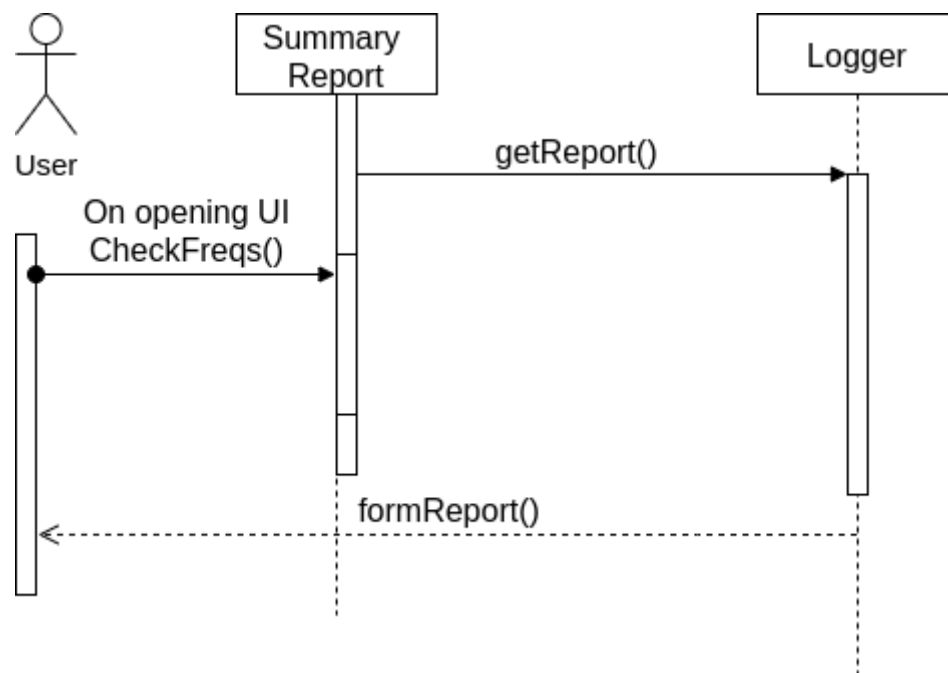 Summary
Report
Logger
User
getReport()
On opening UI
CheckFreqs()
formReport()